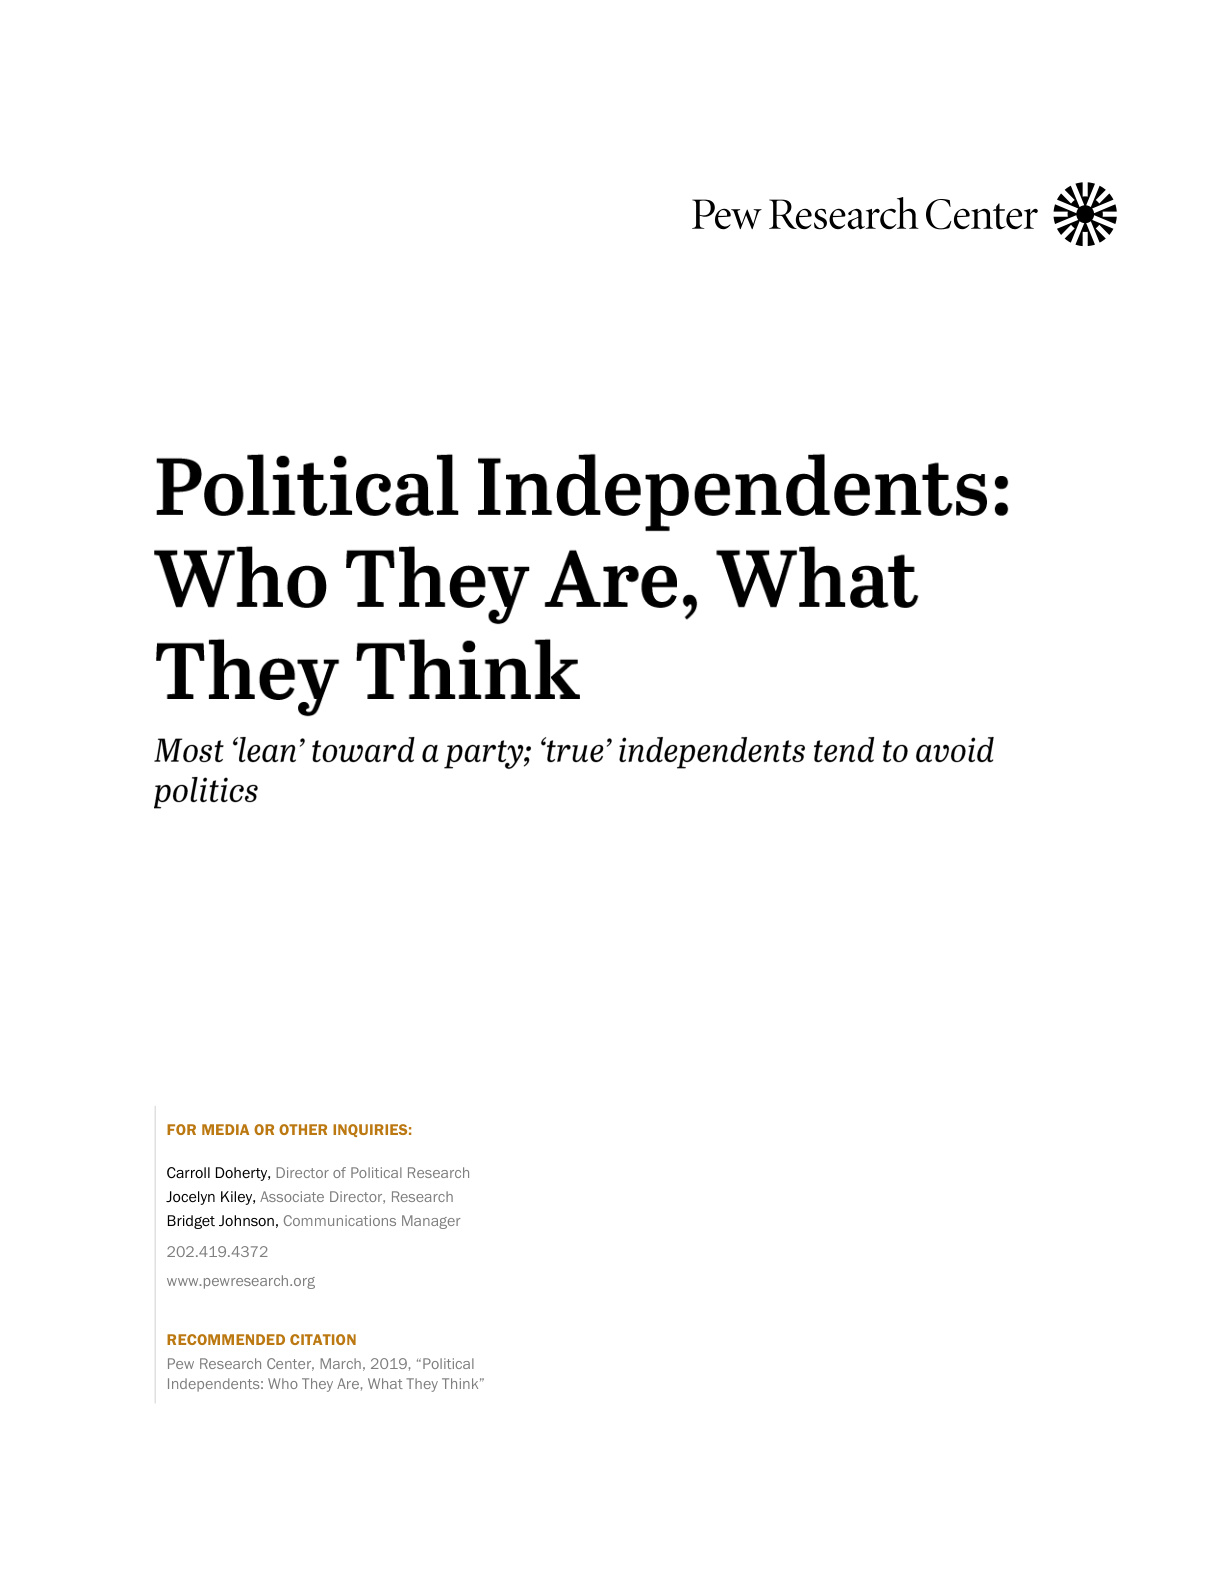 Pew Research Center
Political Independents:
Who They Are, What
They Think
Most ‘lean’ toward a party; ‘true’ independents tend to avoid
politics
FOR MEDIA OR OTHER INQUIRIES:
Carroll Doherty, Director of Political Research
Jocelyn Kiley, Associate Director, Research
Bridget Johnson, Communications Manager
202.419.4372
www.pewresearch.org
RECOMMENDED CITATION
Pew Research Center, March, 2019, “Political
Independents: Who They Are, What They Think”